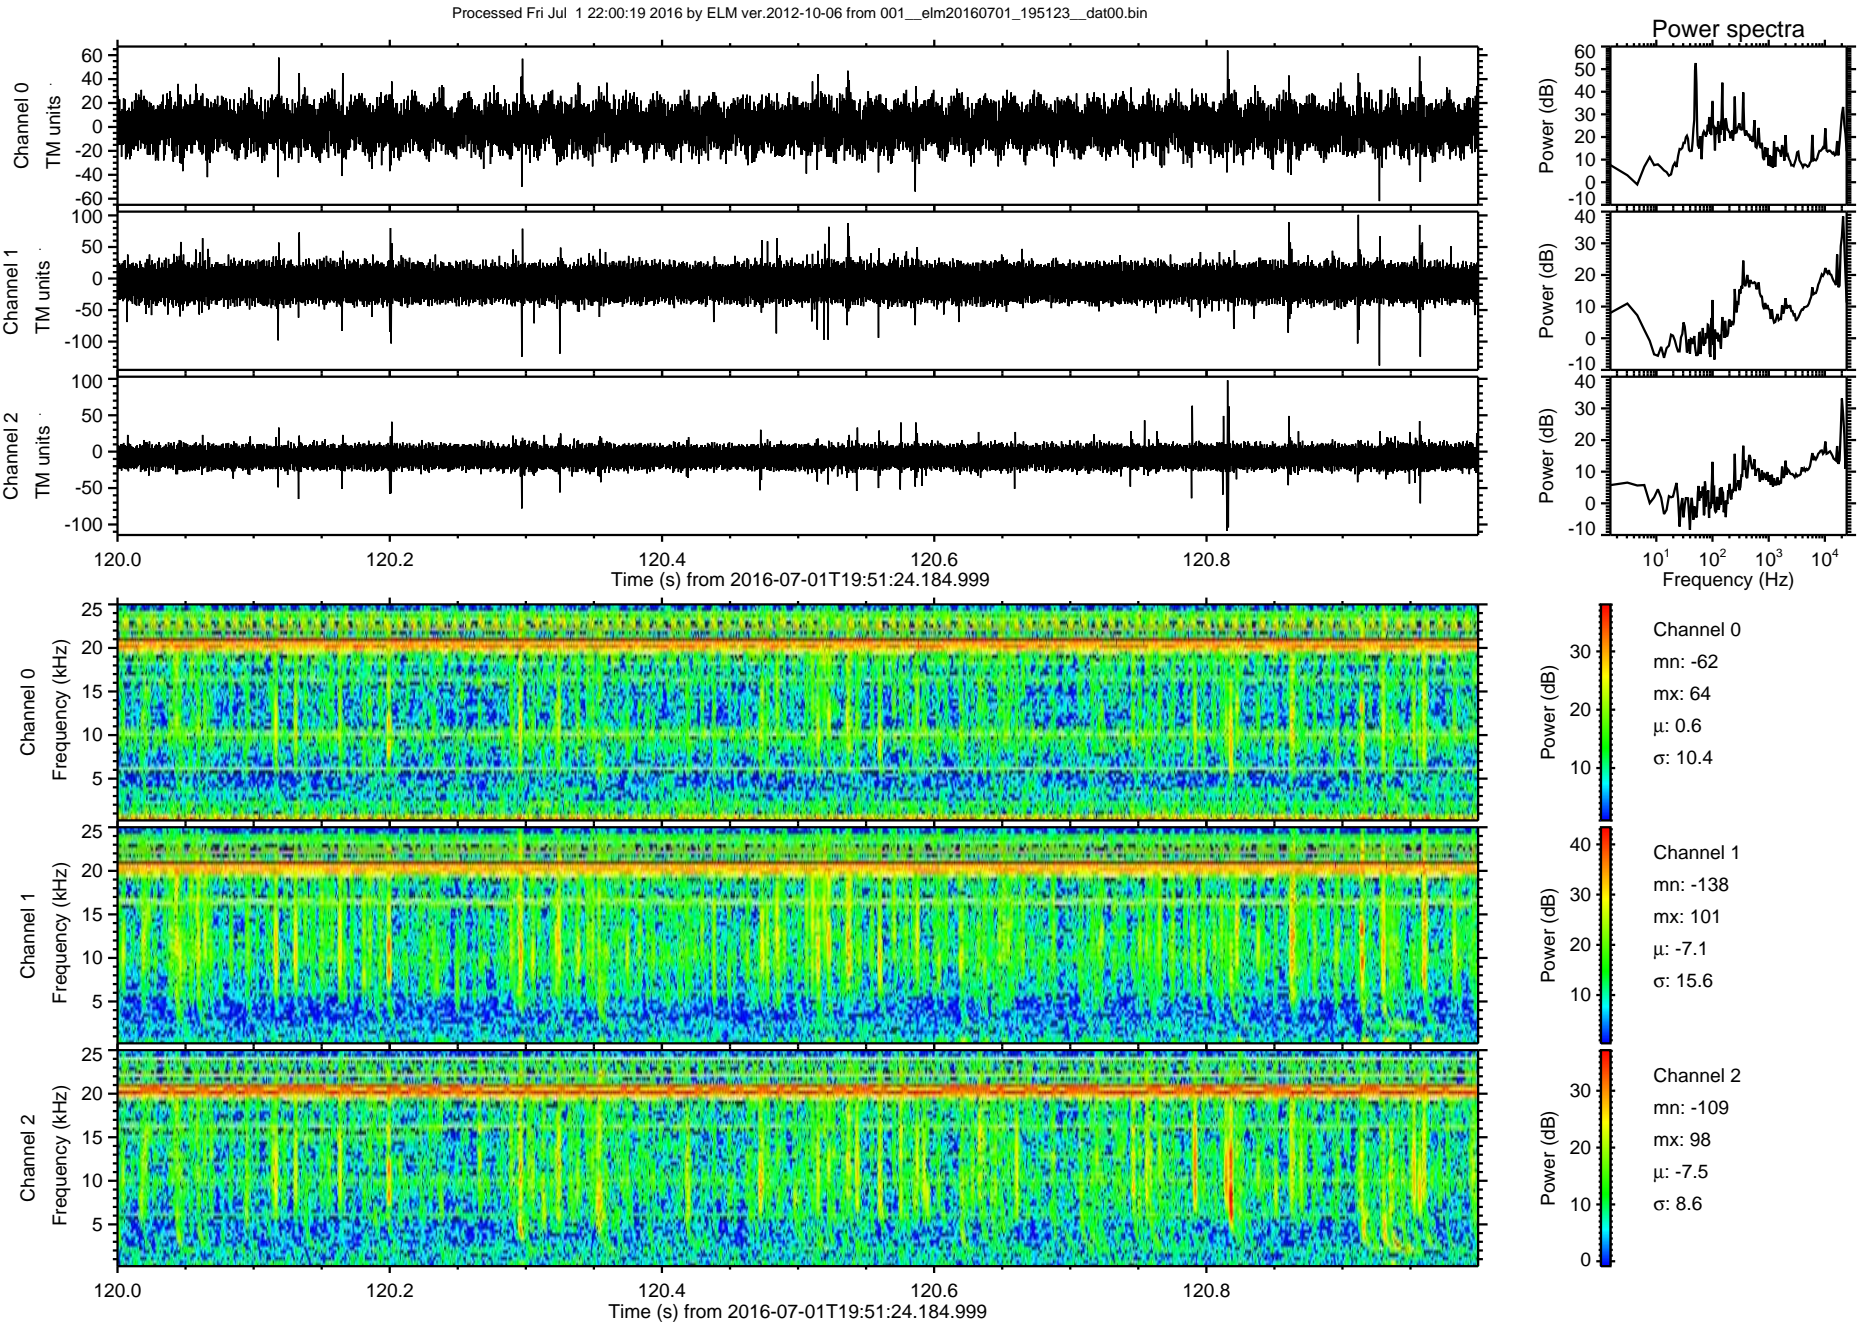 Processed Fri Jul  1 22:00:19 2016 by ELM ver.2012-10-06 from 001__elm20160701_195123__dat00.bin
Power spectra
Channel 0
TM units
60
40
20
0
-20
-40
-60
Power (dB)
60
50
40
30
20
10
0
-10
Channel 1
TM units
100
50
0
-50
-100
Power (dB)
40
30
20
10
0
-10
Channel 2
TM units
100
50
0
-50
-100
Power (dB)
40
30
20
10
0
-10
120.0 120.2 120.4 120.6 120.8
Time (s) from 2016-07-01T19:51:24.184.999
10¹ 10² 10³ 10⁴
Frequency (Hz)
Channel 0
Frequency (kHz)
25
20
15
10
5
Power (dB)
30
20
10
Channel 0
mn: -62
mx: 64
μ: 0.6
σ: 10.4
Channel 1
Frequency (kHz)
25
20
15
10
5
Power (dB)
40
30
20
10
Channel 1
mn: -138
mx: 101
μ: -7.1
σ: 15.6
Channel 2
Frequency (kHz)
25
20
15
10
5
Power (dB)
30
20
10
0
Channel 2
mn: -109
mx: 98
μ: -7.5
σ: 8.6
120.0 120.2 120.4 120.6 120.8
Time (s) from 2016-07-01T19:51:24.184.999